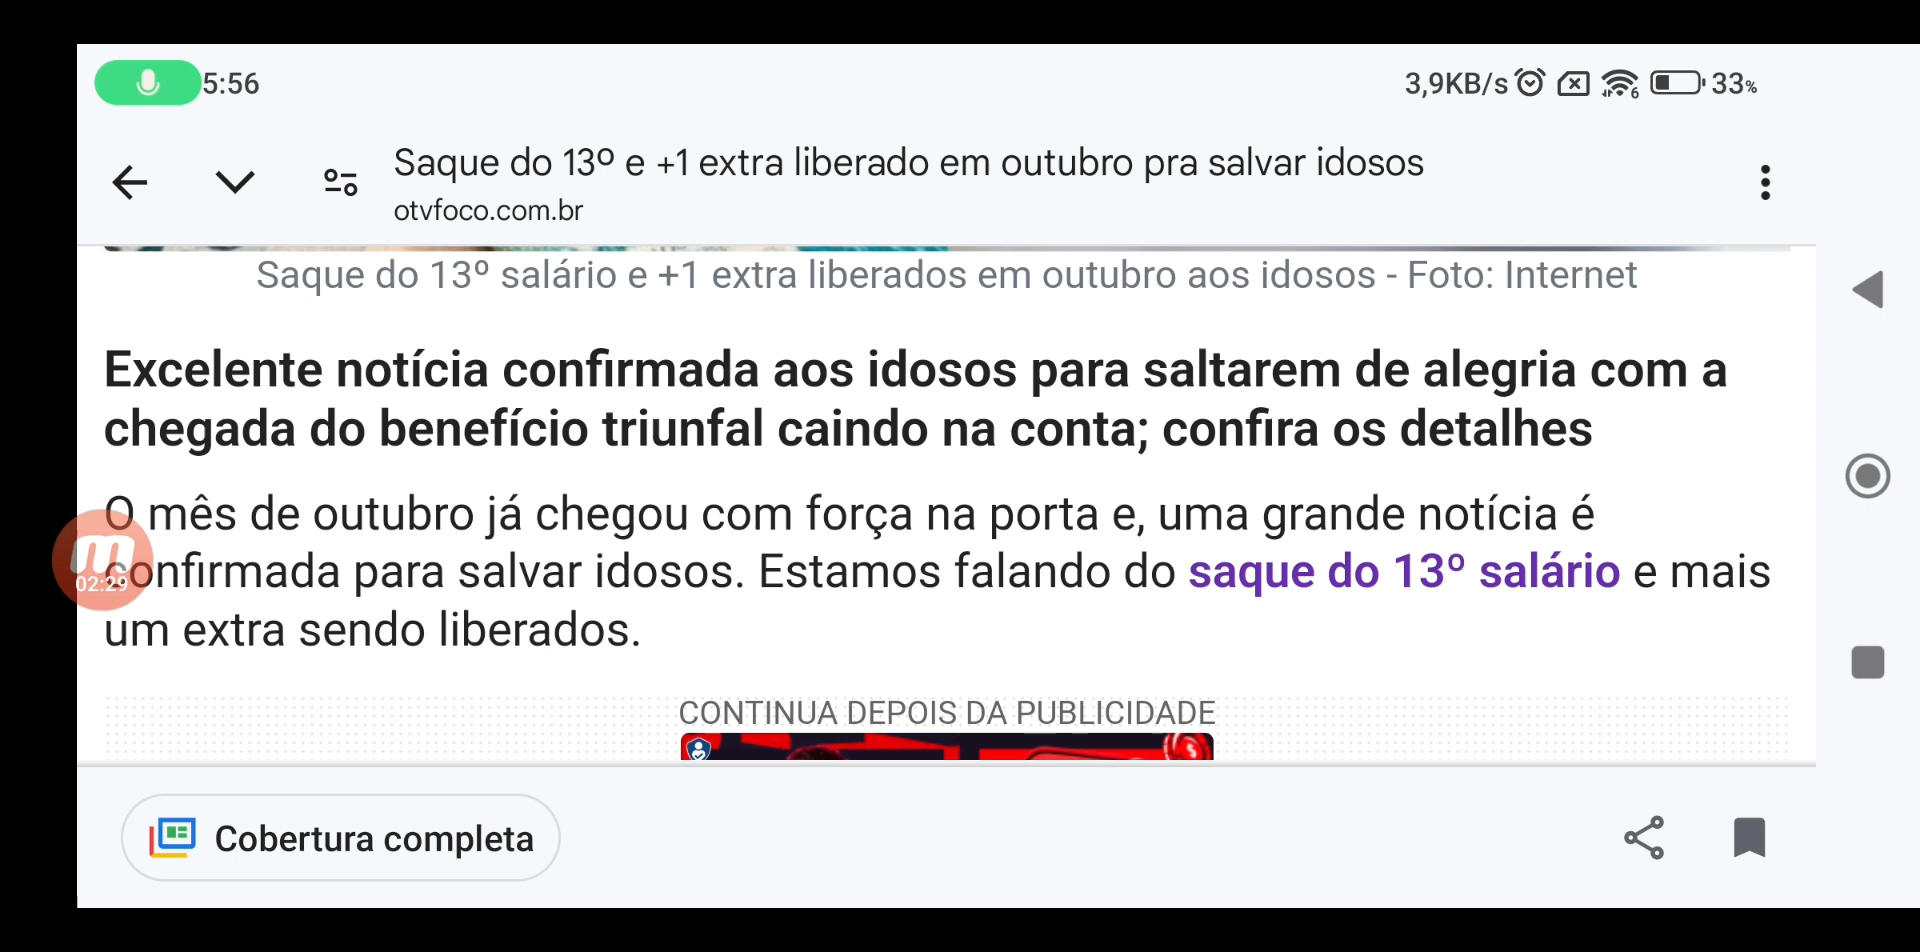 5:56
3,9KB/s 6 33%
Saque do 13º e +1 extra liberado em outubro pra salvar idosos
otvfoco.com.br
Saque do 13º salário e +1 extra liberados em outubro aos idosos - Foto: Internet
Excelente notícia confirmada aos idosos para saltarem de alegria com a
chegada do benefício triunfal caindo na conta; confira os detalhes
O mês de outubro já chegou com força na porta e, uma grande notícia é
confirmada para salvar idosos. Estamos falando do saque do 13º salário e mais
02:29
um extra sendo liberados.
CONTINUA DEPOIS DA PUBLICIDADE
Cobertura completa